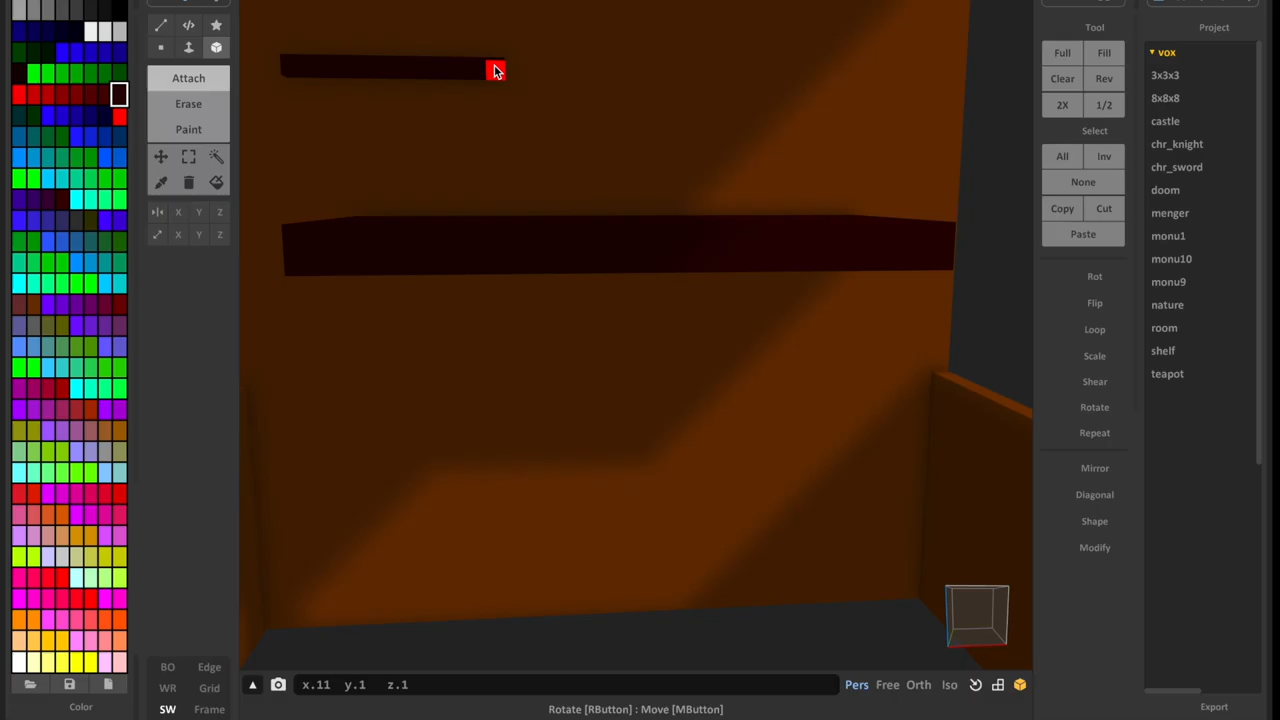 Tool
Project
Full Fill
Clear Rev
2X 1/2
Select
All Inv
None
Copy Cut
Paste
Rot
Flip
Loop
Scale
Shear
Rotate
Repeat
Mirror
Diagonal
Shape
Modify
vox
3x3x3
8x8x8
castle
chr_knight
chr_sword
doom
menger
monu1
monu10
monu9
nature
room
shelf
teapot
Export
Attach
Erase
Paint
X Y Z
X Y Z
BO Edge
WR Grid
SW Frame
Color
x.11 y.1 z.1
Pers Free Orth Iso
Rotate [RButton] : Move [MButton]